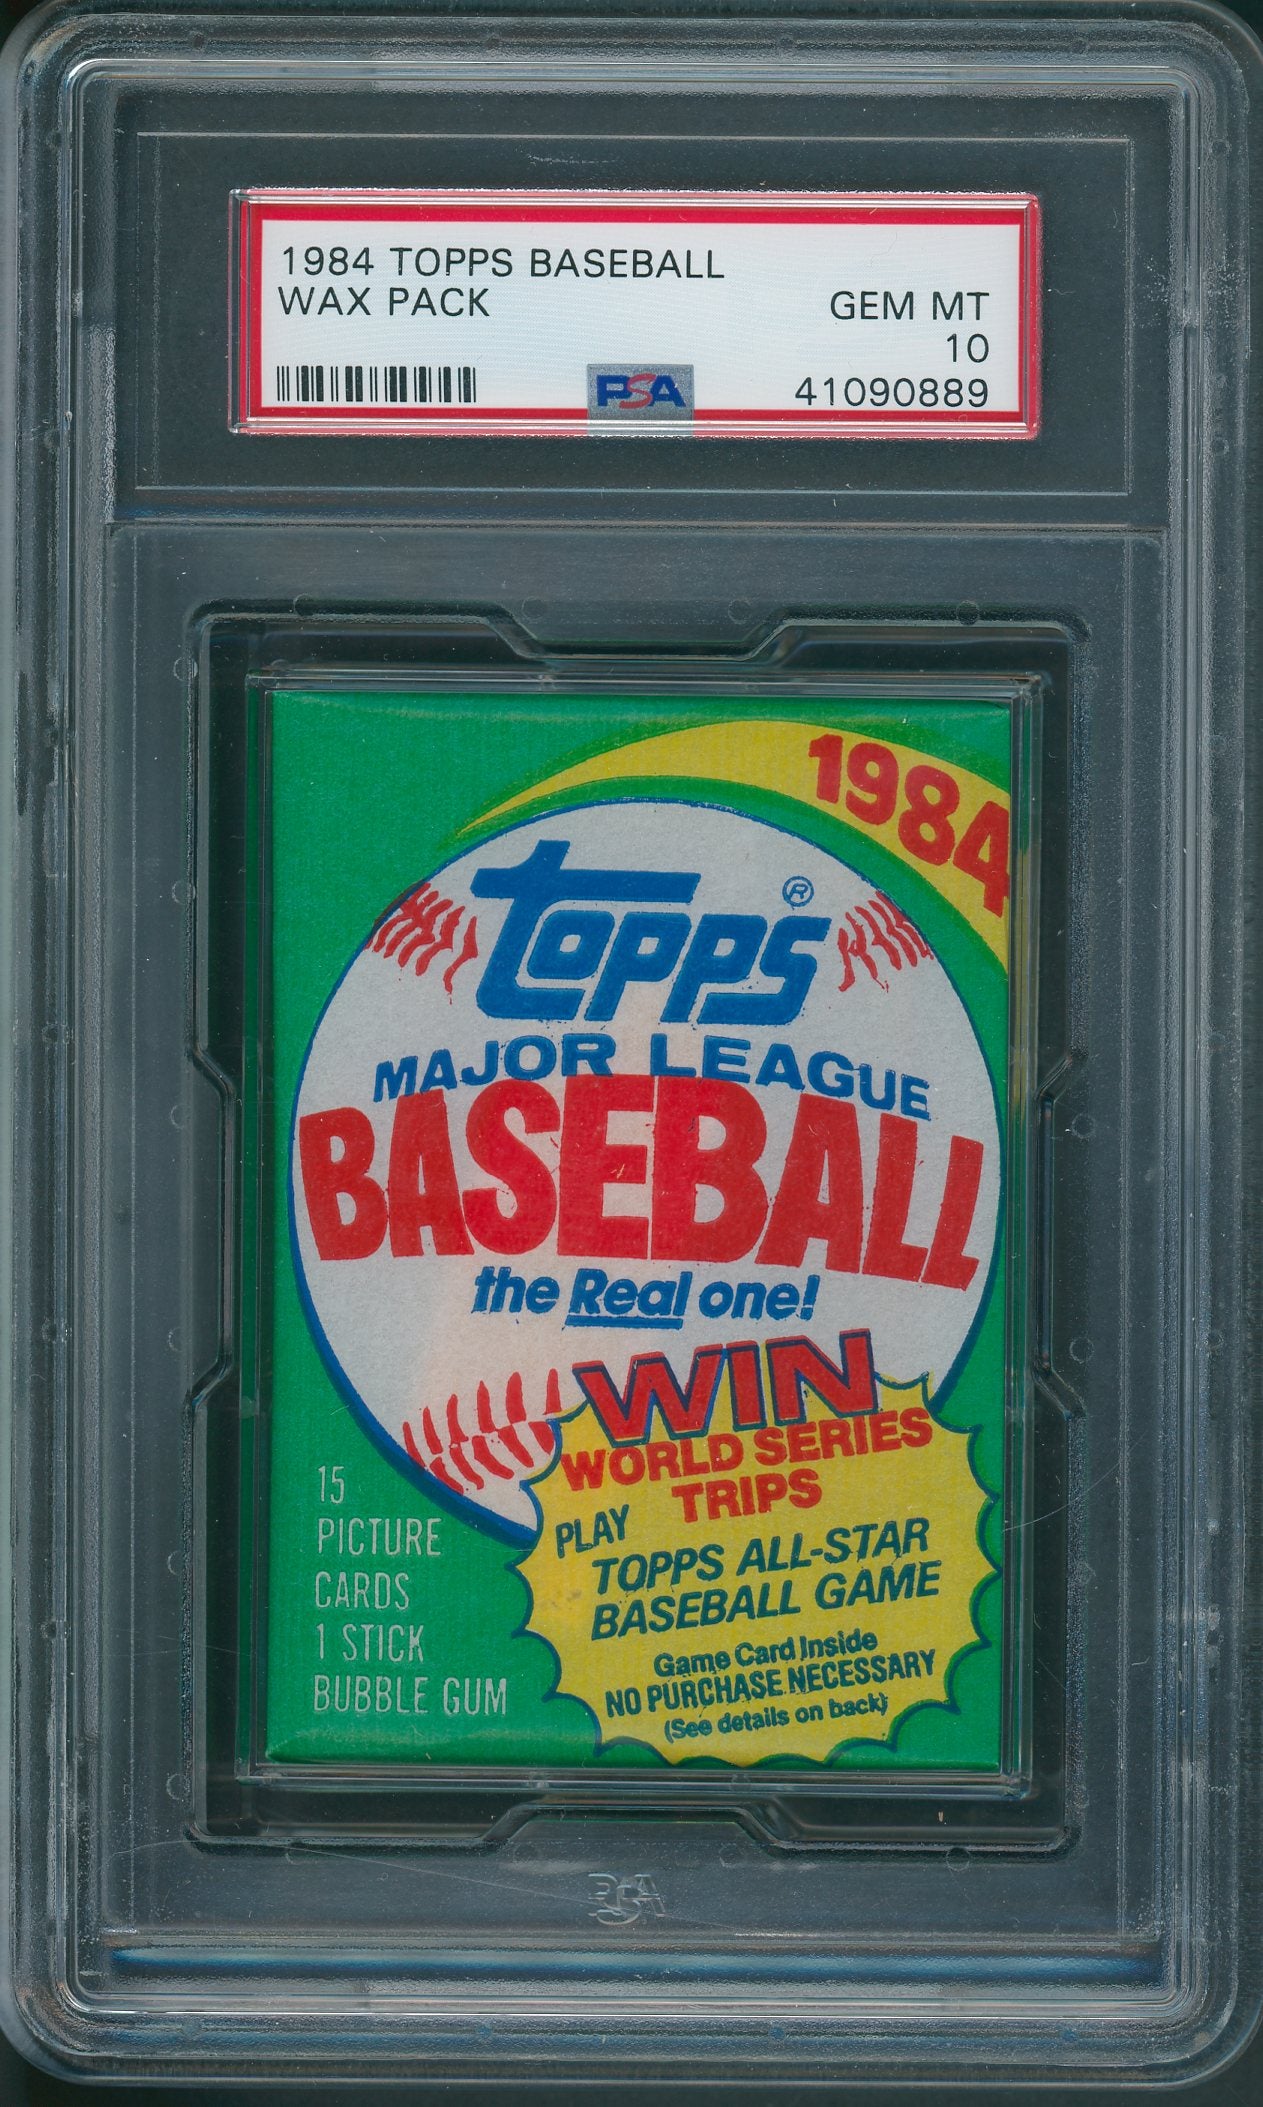 1984 TOPPS BASEBALL
WAX PACK
GEM MT
10
PSA
41090889
1984
topps®
MAJOR LEAGUE
BASEBALL
the Real one!
WIN
WORLD SERIES
TRIPS
PLAY
TOPPS ALL-STAR
BASEBALL GAME
Game Card Inside
NO PURCHASE NECESSARY
(See details on back)
15
PICTURE
CARDS
1 STICK
BUBBLE GUM
PSA